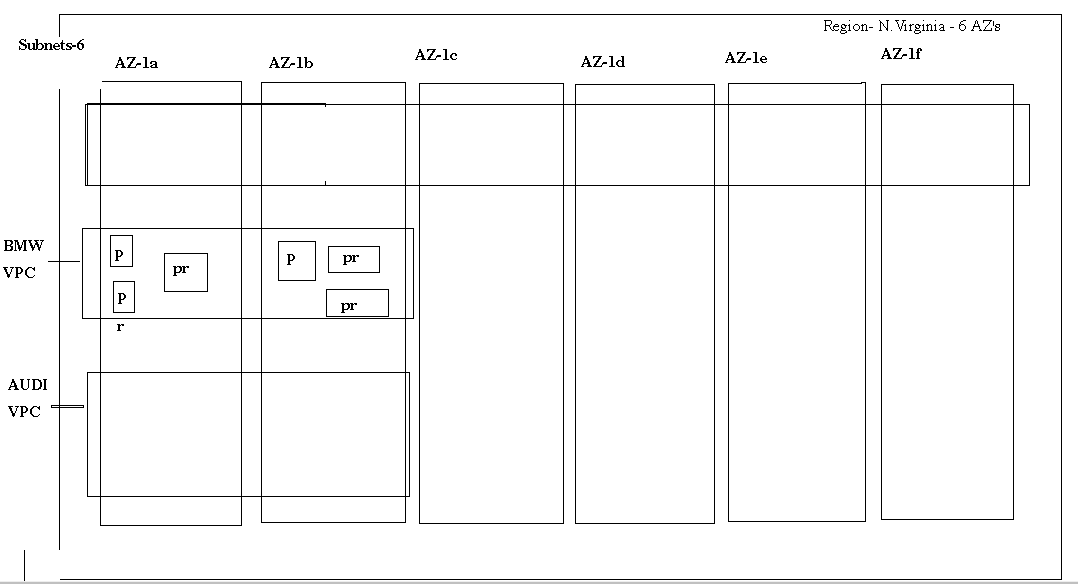 Region- N.Virginia - 6 AZ's
Subnets-6
AZ-1a
AZ-1b
AZ-1c
AZ-1d
AZ-1e
AZ-1f
BMW
VPC
p
pr
p
r
p
pr
pr
AUDI
VPC